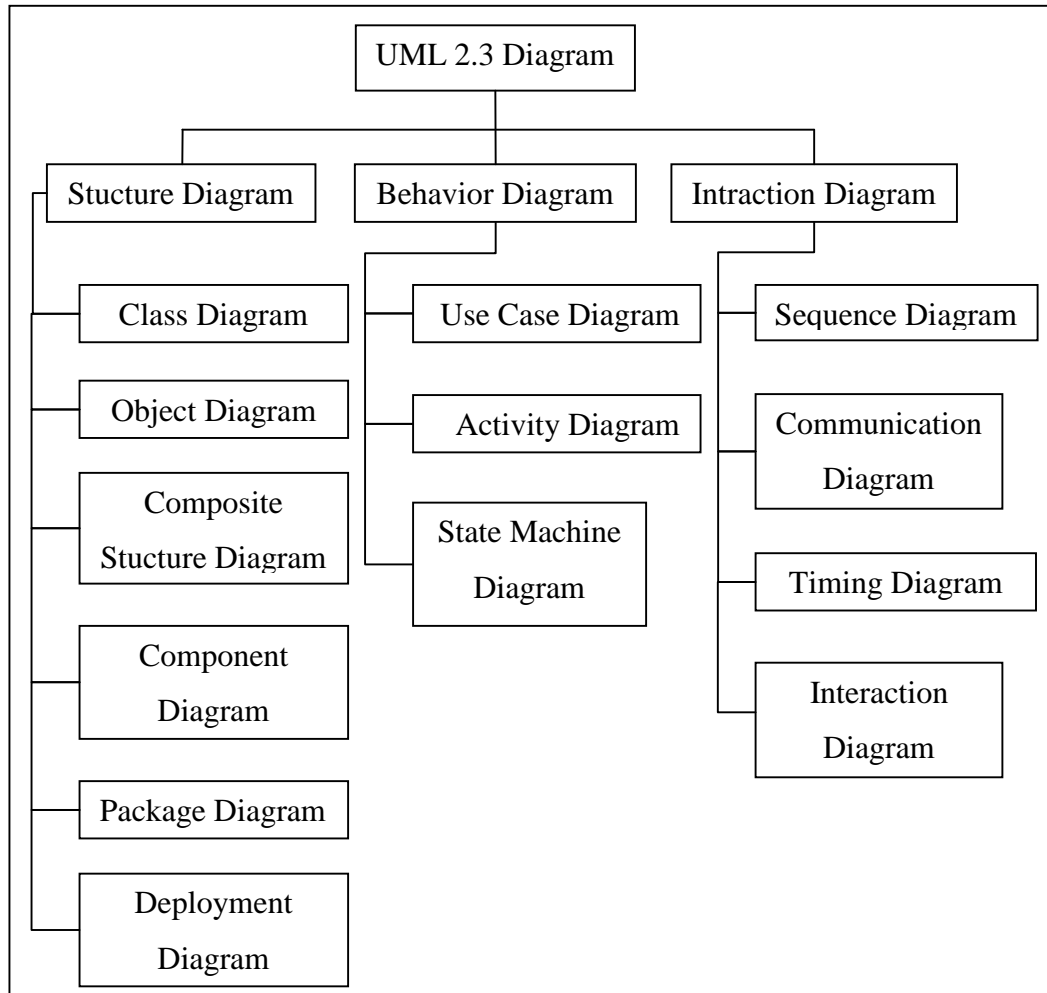 UML 2.3 Diagram
Stucture Diagram
Behavior Diagram
Intraction Diagram
Class Diagram
Object Diagram
Composite
Stucture Diagram
Component
Diagram
Package Diagram
Deployment
Diagram
Use Case Diagram
Activity Diagram
State Machine
Diagram
Sequence Diagram
Communication
Diagram
Timing Diagram
Interaction
Diagram